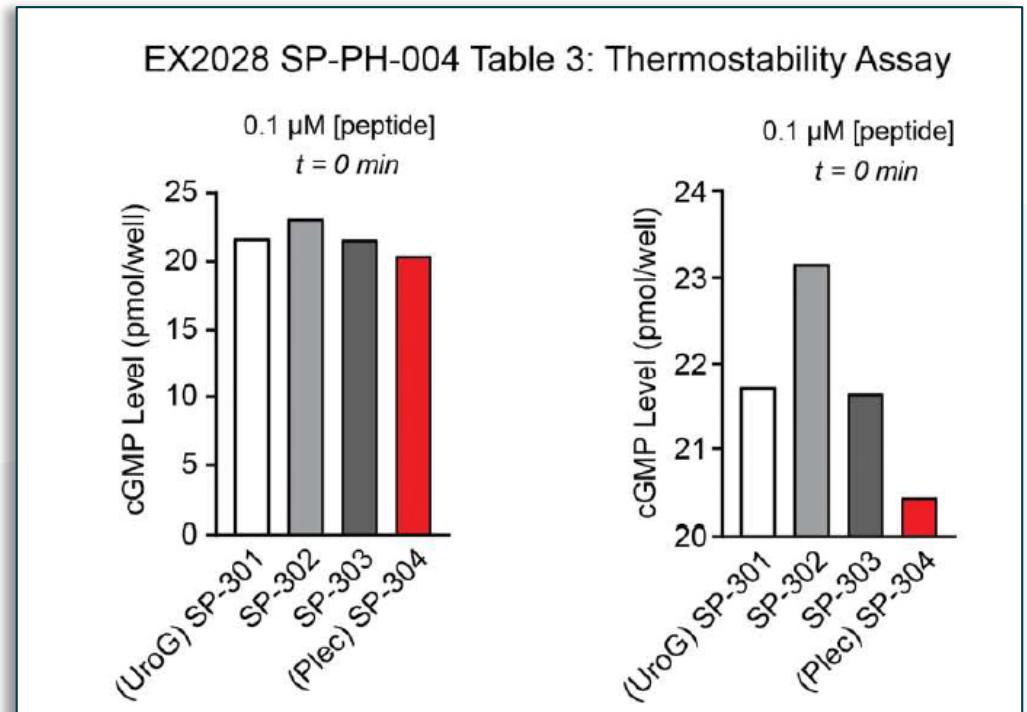 EX2028 SP-PH-004 Table 3: Thermostability Assay
0.1 µM [peptide]
t = 0 min
cGMP Level (pmol/well)
25
20
15
10
5
0
(UroG) SP-301
SP-302
SP-303
(Plec) SP-304
0.1 µM [peptide]
t = 0 min
cGMP Level (pmol/well)
24
23
22
21
20
(UroG) SP-301
SP-302
SP-303
(Plec) SP-304